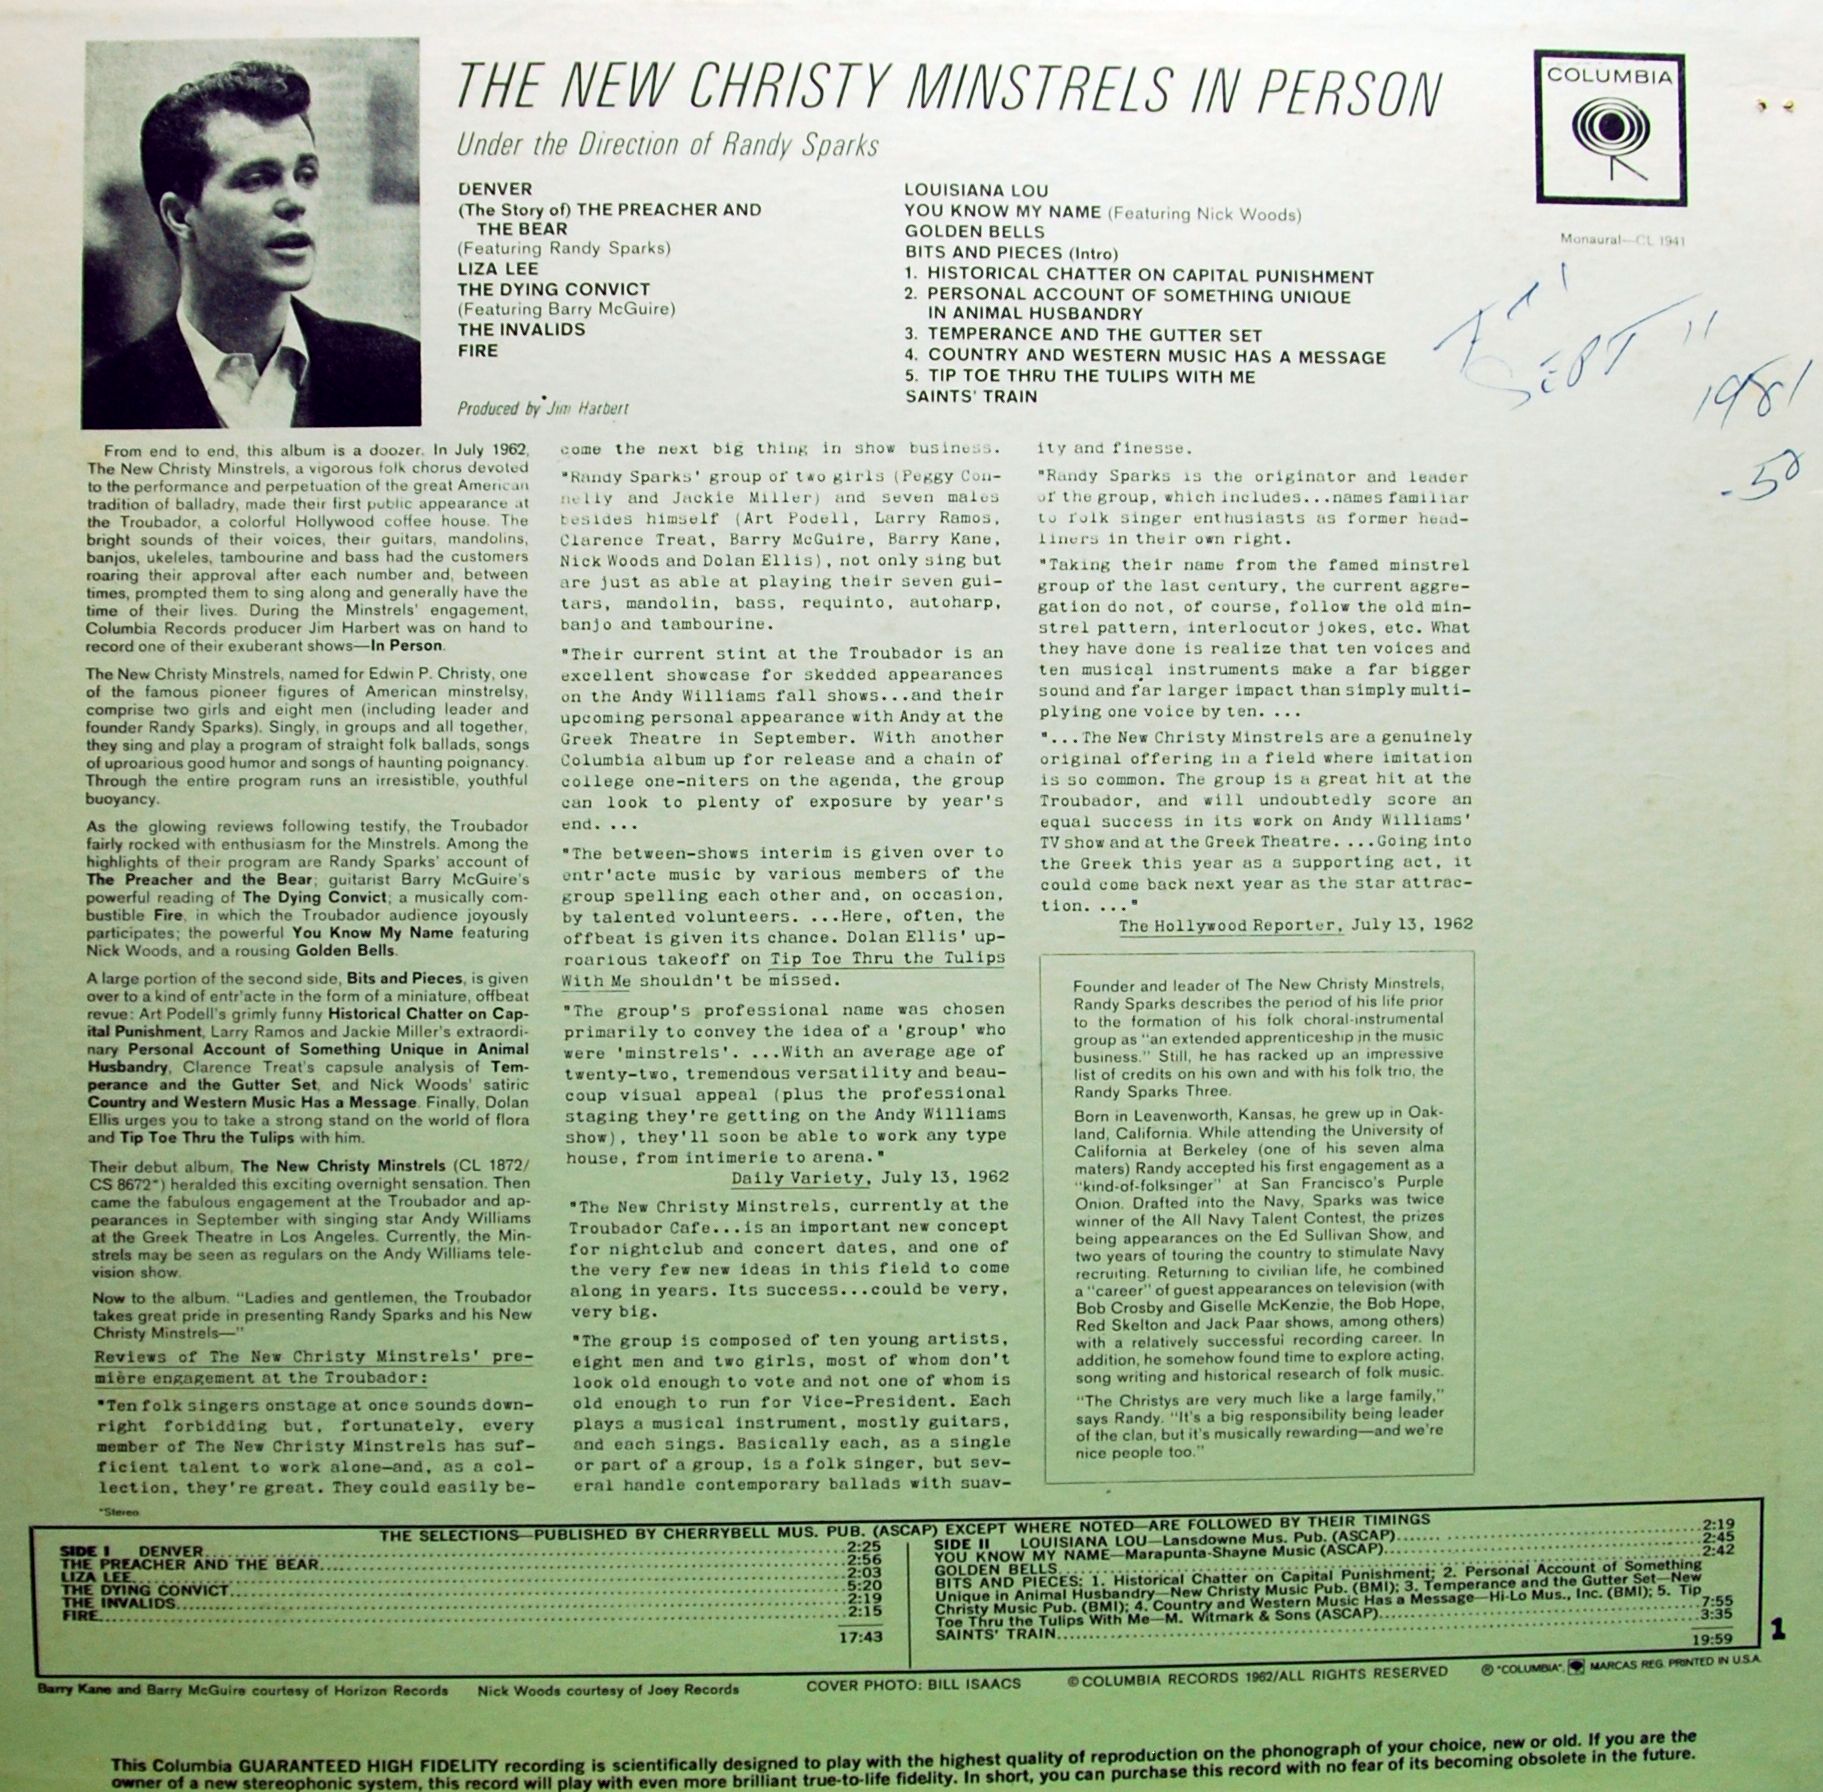 THE NEW CHRISTY MINSTRELS IN PERSON
Under the Direction of Randy Sparks
COLUMBIA
Monaural—CL 1941
DENVER
(The Story of) THE PREACHER AND
THE BEAR
(Featuring Randy Sparks)
LIZA LEE
THE DYING CONVICT
(Featuring Barry McGuire)
THE INVALIDS
FIRE
Produced by Jim Harbert
LOUISIANA LOU
YOU KNOW MY NAME (Featuring Nick Woods)
GOLDEN BELLS
BITS AND PIECES (Intro)
1. HISTORICAL CHATTER ON CAPITAL PUNISHMENT
2. PERSONAL ACCOUNT OF SOMETHING UNIQUE
IN ANIMAL HUSBANDRY
3. TEMPERANCE AND THE GUTTER SET
4. COUNTRY AND WESTERN MUSIC HAS A MESSAGE
5. TIP TOE THRU THE TULIPS WITH ME
SAINTS' TRAIN
SEPT
1981
.50
From end to end, this album is a doozer. In July 1962,
The New Christy Minstrels, a vigorous folk chorus devoted
to the performance and perpetuation of the great American
tradition of balladry, made their first public appearance at
the Troubador, a colorful Hollywood coffee house. The
bright sounds of their voices, their guitars, mandolins,
banjos, ukeleles, tambourine and bass had the customers
roaring their approval after each number and, between
times, prompted them to sing along and generally have the
time of their lives. During the Minstrels' engagement,
Columbia Records producer Jim Harbert was on hand to
record one of their exuberant shows—In Person.
The New Christy Minstrels, named for Edwin P. Christy, one
of the famous pioneer figures of American minstrelsy,
comprise two girls and eight men (including leader and
founder Randy Sparks). Singly, in groups and all together,
they sing and play a program of straight folk ballads, songs
of uproarious good humor and songs of haunting poignancy.
Through the entire program runs an irresistible, youthful
buoyancy.
As the glowing reviews following testify, the Troubador
fairly rocked with enthusiasm for the Minstrels. Among the
highlights of their program are Randy Sparks' account of
The Preacher and the Bear; guitarist Barry McGuire's
powerful reading of The Dying Convict; a musically com-
bustible Fire, in which the Troubador audience joyously
participates; the powerful You Know My Name featuring
Nick Woods, and a rousing Golden Bells.
A large portion of the second side, Bits and Pieces, is given
over to a kind of entr'acte in the form of a miniature, offbeat
revue: Art Podell's grimly funny Historical Chatter on Cap-
ital Punishment, Larry Ramos and Jackie Miller's extraordi-
nary Personal Account of Something Unique in Animal
Husbandry, Clarence Treat's capsule analysis of Tem-
perance and the Gutter Set, and Nick Woods' satiric
Country and Western Music Has a Message. Finally, Dolan
Ellis urges you to take a strong stand on the world of flora
and Tip Toe Thru the Tulips with him.
Their debut album, The New Christy Minstrels (CL 1872/
CS 8672*) heralded this exciting overnight sensation. Then
came the fabulous engagement at the Troubador and ap-
pearances in September with singing star Andy Williams
at the Greek Theatre in Los Angeles. Currently, the Min-
strels may be seen as regulars on the Andy Williams tele-
vision show.
Now to the album. "Ladies and gentlemen, the Troubador
takes great pride in presenting Randy Sparks and his New
Christy Minstrels—"
Reviews of The New Christy Minstrels' pre-
mière engagement at the Troubador:
"Ten folk singers onstage at once sounds down-
right forbidding but, fortunately, every
member of The New Christy Minstrels has suf-
ficient talent to work alone—and, as a col-
lection, they're great. They could easily be-
*Stereo
come the next big thing in show business.
"Randy Sparks' group of two girls (Peggy Con-
nelly and Jackie Miller) and seven males
besides himself (Art Podell, Larry Ramos,
Clarence Treat, Barry McGuire, Barry Kane,
Nick Woods and Dolan Ellis), not only sing but
are just as able at playing their seven gui-
tars, mandolin, bass, requinto, autoharp,
banjo and tambourine.
"Their current stint at the Troubador is an
excellent showcase for skedded appearances
on the Andy Williams fall shows...and their
upcoming personal appearance with Andy at the
Greek Theatre in September. With another
Columbia album up for release and a chain of
college one-niters on the agenda, the group
can look to plenty of exposure by year's
end. ...
"The between-shows interim is given over to
entr'acte music by various members of the
group spelling each other and, on occasion,
by talented volunteers. ...Here, often, the
offbeat is given its chance. Dolan Ellis' up-
roarious takeoff on Tip Toe Thru the Tulips
With Me shouldn't be missed.
"The group's professional name was chosen
primarily to convey the idea of a 'group' who
were 'minstrels'. ...With an average age of
twenty-two, tremendous versatility and beau-
coup visual appeal (plus the professional
staging they're getting on the Andy Williams
show), they'll soon be able to work any type
house, from intimerie to arena."
Daily Variety, July 13, 1962
"The New Christy Minstrels, currently at the
Troubador Cafe...is an important new concept
for nightclub and concert dates, and one of
the very few new ideas in this field to come
along in years. Its success...could be very,
very big.
"The group is composed of ten young artists,
eight men and two girls, most of whom don't
look old enough to vote and not one of whom is
old enough to run for Vice-President. Each
plays a musical instrument, mostly guitars,
and each sings. Basically each, as a single
or part of a group, is a folk singer, but sev-
eral handle contemporary ballads with suav-
ity and finesse.
"Randy Sparks is the originator and leader
of the group, which includes...names familiar
to folk singer enthusiasts as former head-
liners in their own right.
"Taking their name from the famed minstrel
group of the last century, the current aggre-
gation do not, of course, follow the old min-
strel pattern, interlocutor jokes, etc. What
they have done is realize that ten voices and
ten musical instruments make a far bigger
sound and far larger impact than simply multi-
plying one voice by ten. ...
"...The New Christy Minstrels are a genuinely
original offering in a field where imitation
is so common. The group is a great hit at the
Troubador, and will undoubtedly score an
equal success in its work on Andy Williams'
TV show and at the Greek Theatre. ...Going into
the Greek this year as a supporting act, it
could come back next year as the star attrac-
tion. ..."
The Hollywood Reporter, July 13, 1962
Founder and leader of The New Christy Minstrels,
Randy Sparks describes the period of his life prior
to the formation of his folk choral-instrumental
group as "an extended apprenticeship in the music
business." Still, he has racked up an impressive
list of credits on his own and with his folk trio, the
Randy Sparks Three.
Born in Leavenworth, Kansas, he grew up in Oak-
land, California. While attending the University of
California at Berkeley (one of his seven alma
maters) Randy accepted his first engagement as a
"kind-of-folksinger" at San Francisco's Purple
Onion. Drafted into the Navy, Sparks was twice
winner of the All Navy Talent Contest, the prizes
being appearances on the Ed Sullivan Show, and
two years of touring the country to stimulate Navy
recruiting. Returning to civilian life, he combined
a "career" of guest appearances on television (with
Bob Crosby and Giselle McKenzie, the Bob Hope,
Red Skelton and Jack Paar shows, among others)
with a relatively successful recording career. In
addition, he somehow found time to explore acting,
song writing and historical research of folk music.
"The Christys are very much like a large family,"
says Randy. "It's a big responsibility being leader
of the clan, but it's musically rewarding—and we're
nice people too."
THE SELECTIONS—PUBLISHED BY CHERRYBELL MUS. PUB. (ASCAP) EXCEPT WHERE NOTED—ARE FOLLOWED BY THEIR TIMINGS
SIDE I DENVER 2:25
THE PREACHER AND THE BEAR 2:56
LIZA LEE 2:03
THE DYING CONVICT 5:20
THE INVALIDS 2:19
FIRE 2:15
17:43
SIDE II LOUISIANA LOU—Lansdowne Mus. Pub. (ASCAP) 2:19
YOU KNOW MY NAME—Marapunta-Shayne Music (ASCAP) 2:45
GOLDEN BELLS 2:42
BITS AND PIECES: 1. Historical Chatter on Capital Punishment; 2. Personal Account of Something
Unique in Animal Husbandry—New Christy Music Pub. (BMI); 3. Temperance and the Gutter Set—New
Christy Music Pub. (BMI); 4. Country and Western Music Has a Message—Hi-Lo Mus., Inc. (BMI); 5. Tip
Toe Thru the Tulips With Me—M. Witmark & Sons (ASCAP) 7:55
SAINTS' TRAIN 3:35
19:59
1
Barry Kane and Barry McGuire courtesy of Horizon Records Nick Woods courtesy of Joey Records COVER PHOTO: BILL ISAACS © COLUMBIA RECORDS 1962/ALL RIGHTS RESERVED ® "COLUMBIA", MARCAS REG. PRINTED IN U.S.A.
This Columbia GUARANTEED HIGH FIDELITY recording is scientifically designed to play with the highest quality of reproduction on the phonograph of your choice, new or old. If you are the
owner of a new stereophonic system, this record will play with even more brilliant true-to-life fidelity. In short, you can purchase this record with no fear of its becoming obsolete in the future.